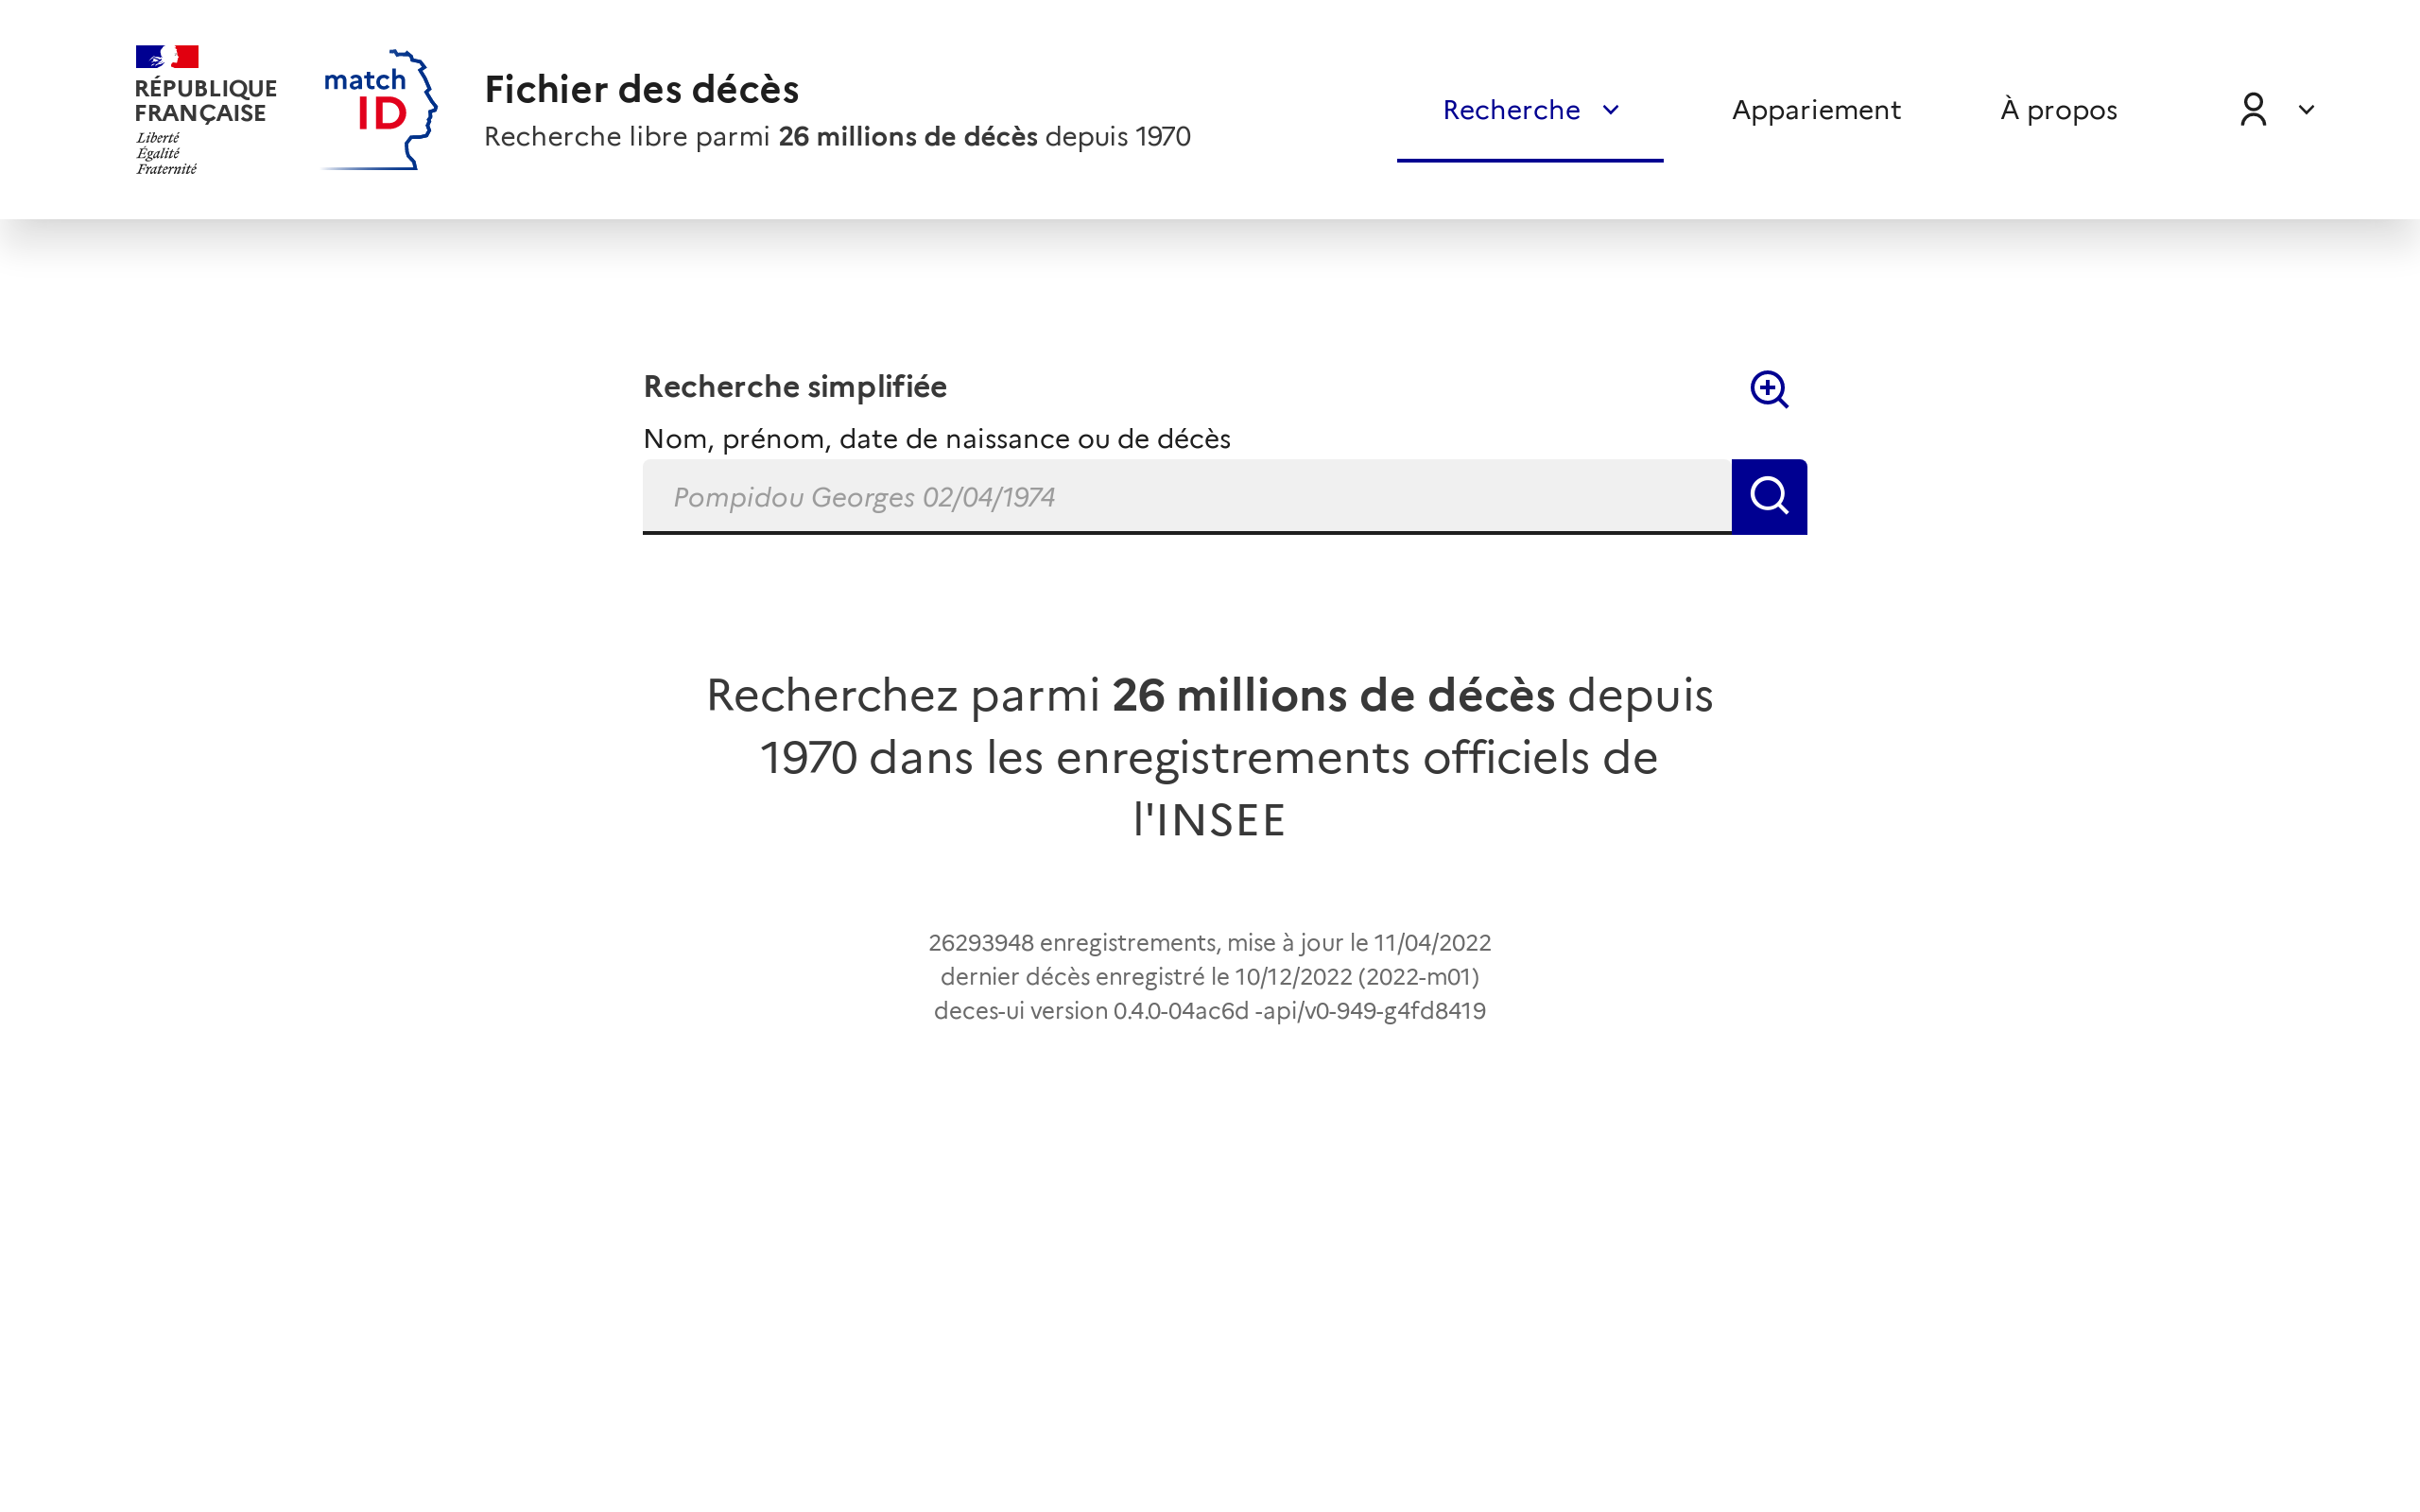 RÉPUBLIQUE
FRANÇAISE
Liberté
Égalité
Fraternité
match
ID
Fichier des décès
Recherche libre parmi 26 millions de décès depuis 1970
Recherche
Appariement
À propos
Recherche simplifiée
Nom, prénom, date de naissance ou de décès
Pompidou Georges 02/04/1974
Recherchez parmi 26 millions de décès depuis
1970 dans les enregistrements officiels de
l'INSEE
26293948 enregistrements, mise à jour le 11/04/2022
dernier décès enregistré le 10/12/2022 (2022-m01)
deces-ui version 0.4.0-04ac6d -api/v0-949-g4fd8419